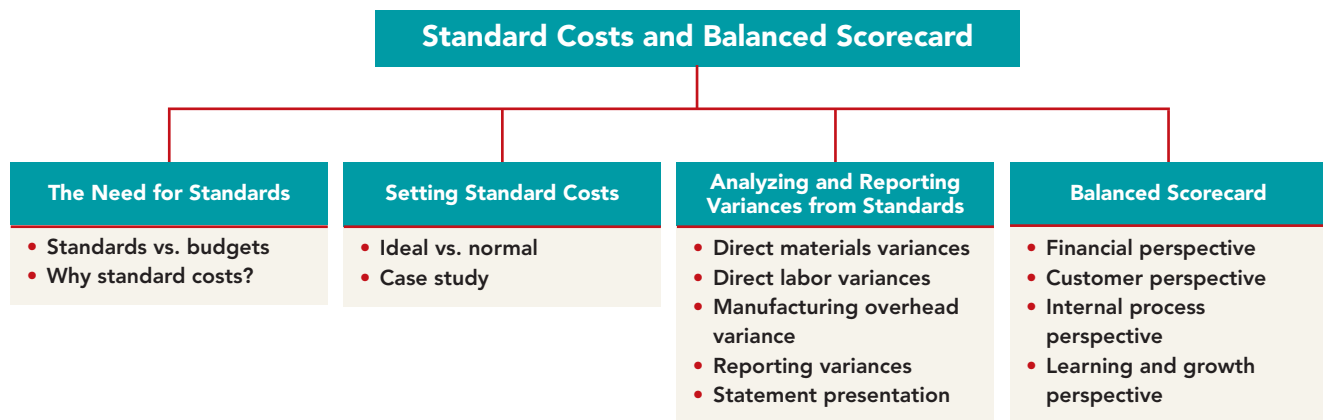 Standard Costs and Balanced Scorecard
The Need for Standards
• Standards vs. budgets
• Why standard costs?
Setting Standard Costs
• Ideal vs. normal
• Case study
Analyzing and Reporting
Variances from Standards
• Direct materials variances
• Direct labor variances
• Manufacturing overhead
variance
• Reporting variances
• Statement presentation
Balanced Scorecard
• Financial perspective
• Customer perspective
• Internal process
perspective
• Learning and growth
perspective